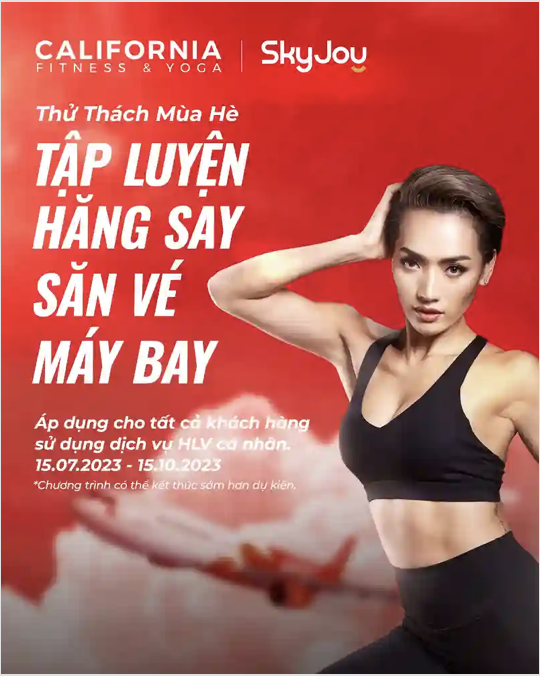 CALIFORNIA
FITNESS & YOGA
SkyJoy
Thử Thách Mùa Hè
TẬP LUYỆN
HĂNG SAY
SĂN VÉ
MÁY BAY
Áp dụng cho tất cả khách hàng
sử dụng dịch vụ HLV cá nhân.
15.07.2023 - 15.10.2023
*Chương trình có thể kết thúc sớm hơn dự kiến.